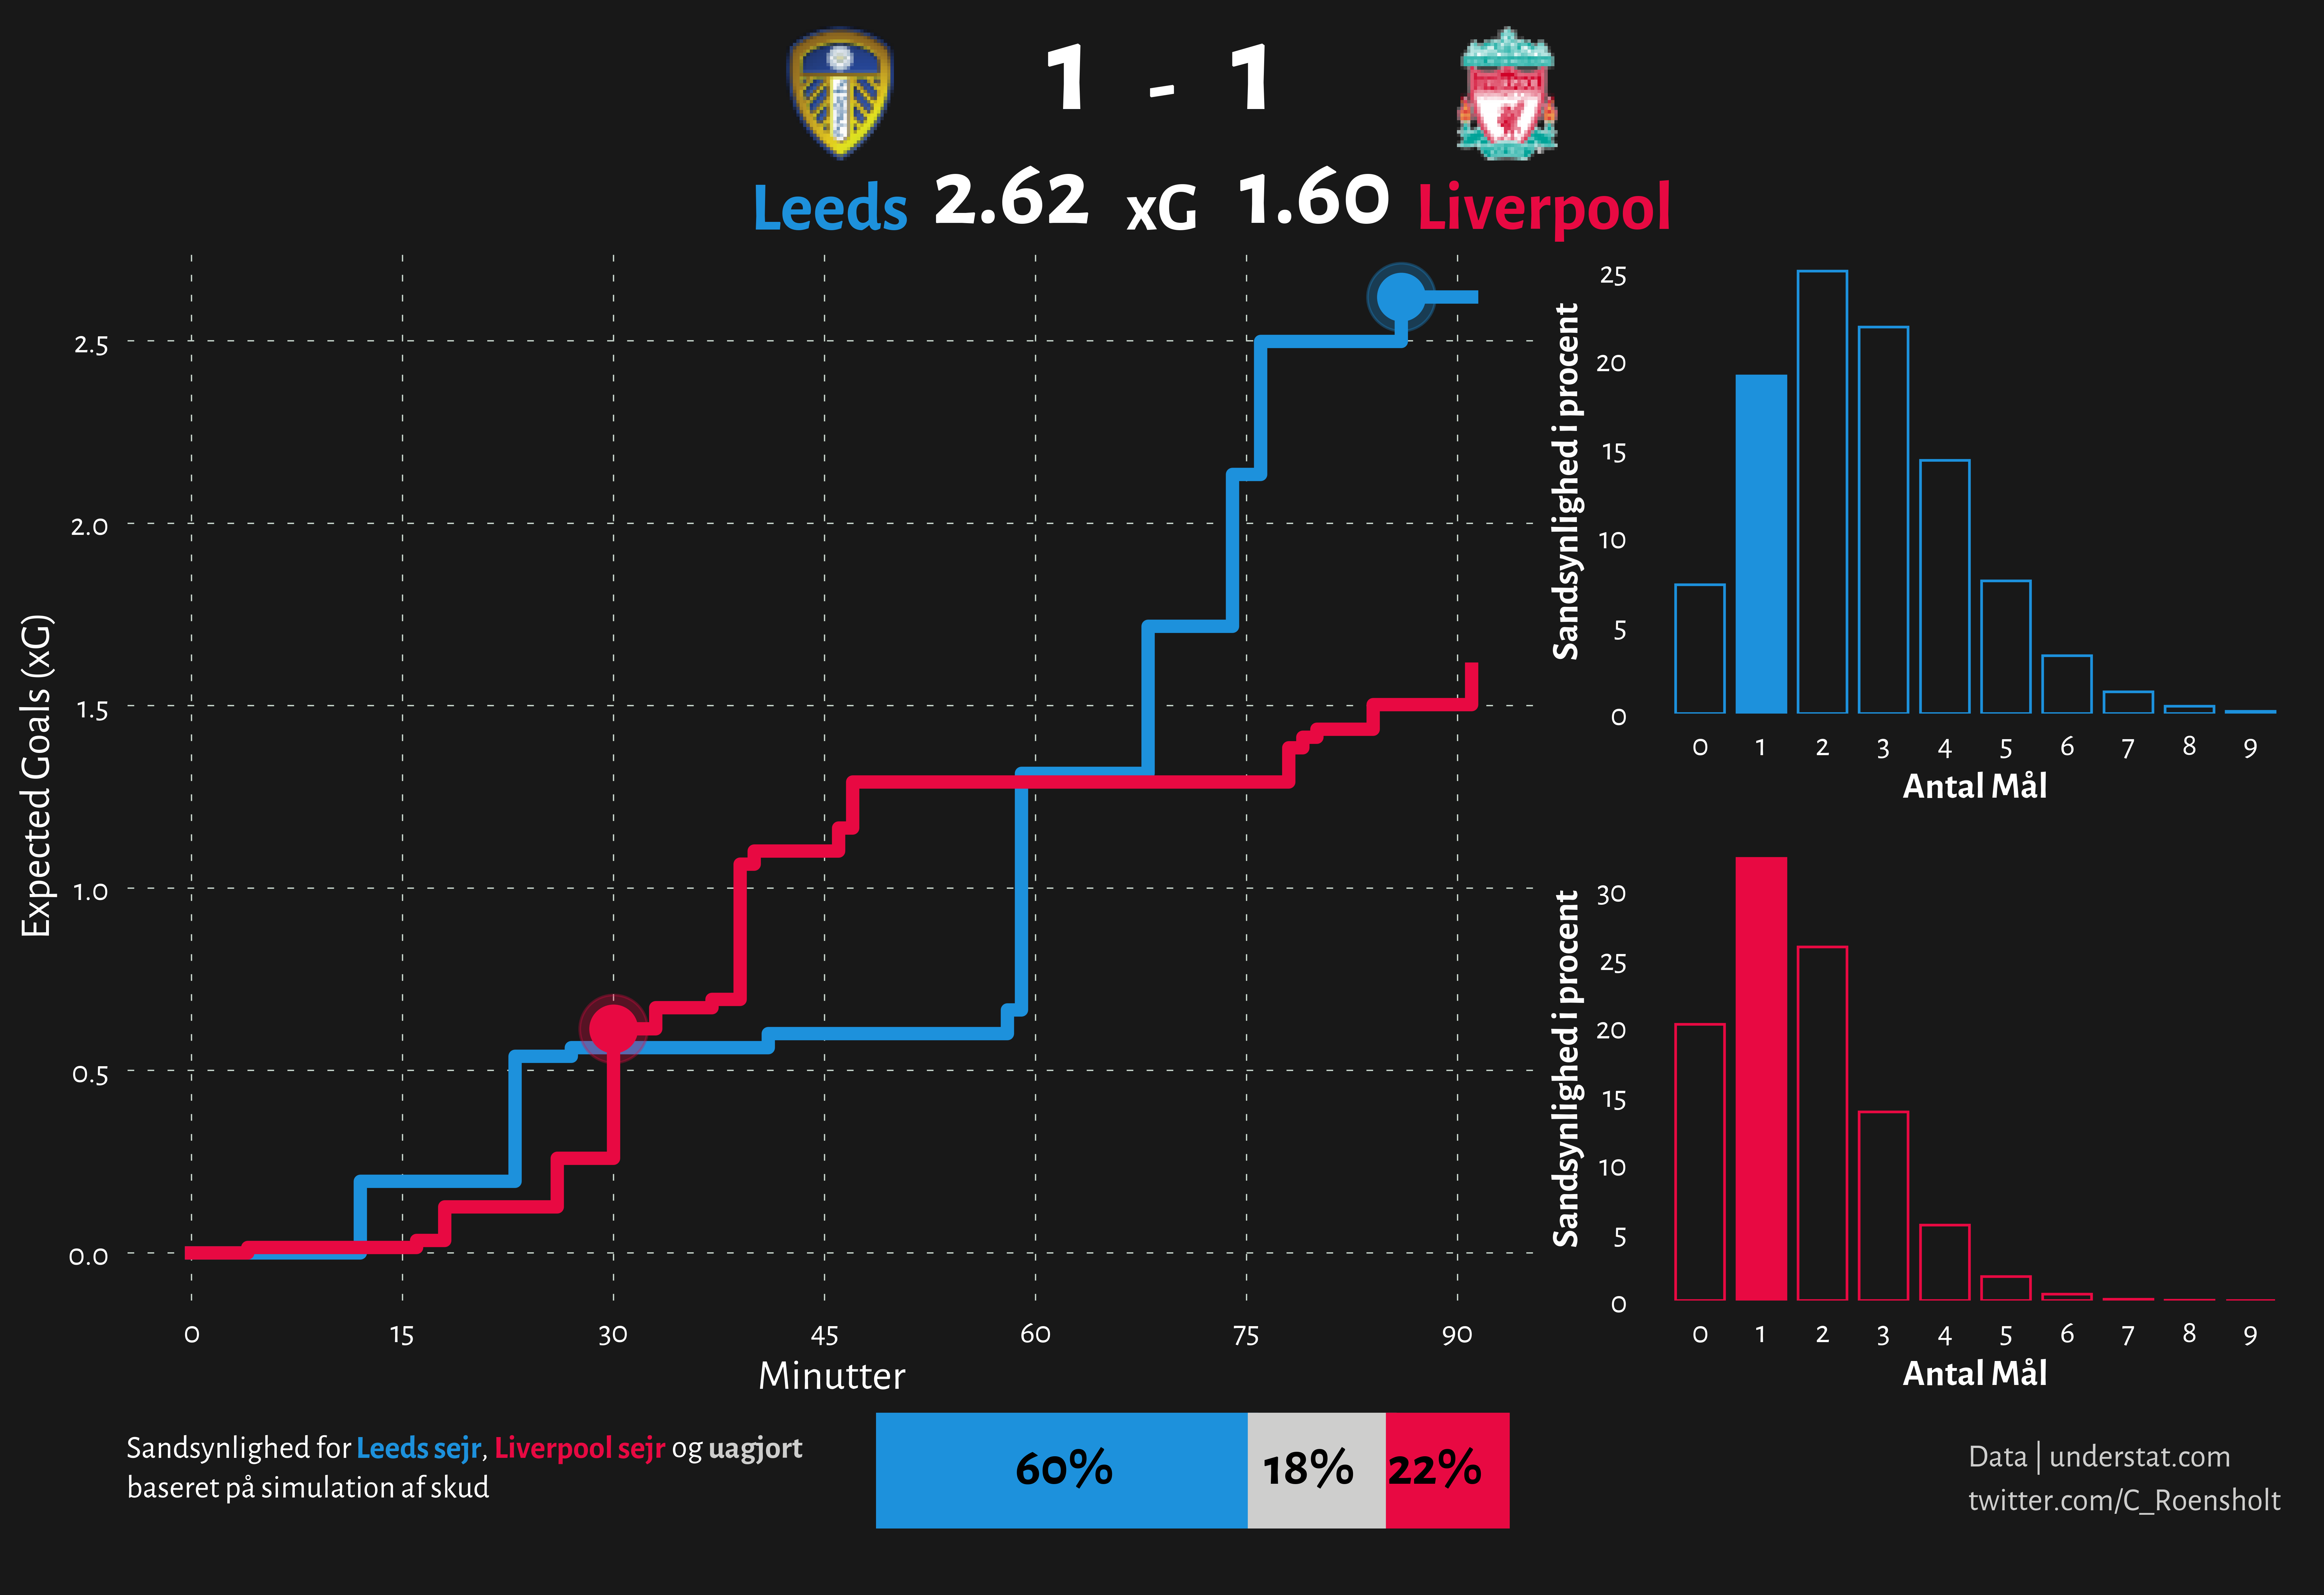 1 - 1
Leeds 2.62 xG 1.60 Liverpool
Expected Goals (xG)
2.5
2.0
1.5
1.0
0.5
0.0
0 15 30 45 60 75 90
Minutter
Sandsynlighed i procent
25
20
15
10
5
0
0 1 2 3 4 5 6 7 8 9
Antal Mål
Sandsynlighed i procent
30
25
20
15
10
5
0
0 1 2 3 4 5 6 7 8 9
Antal Mål
Sandsynlighed for Leeds sejr, Liverpool sejr og uagjort
baseret på simulation af skud
60% 18% 22%
Data | understat.com
twitter.com/C_Roensholt